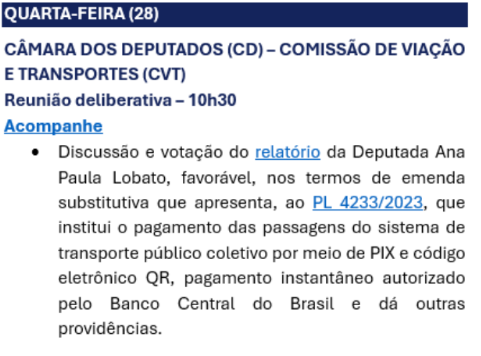 QUARTA-FEIRA (28)
CÂMARA DOS DEPUTADOS (CD) – COMISSÃO DE VIAÇÃO
E TRANSPORTES (CVT)
Reunião deliberativa – 10h30
Acompanhe
• Discussão e votação do relatório da Deputada Ana
Paula Lobato, favorável, nos termos de emenda
substitutiva que apresenta, ao PL 4233/2023, que
institui o pagamento das passagens do sistema de
transporte público coletivo por meio de PIX e código
eletrônico QR, pagamento instantâneo autorizado
pelo Banco Central do Brasil e dá outras
providências.